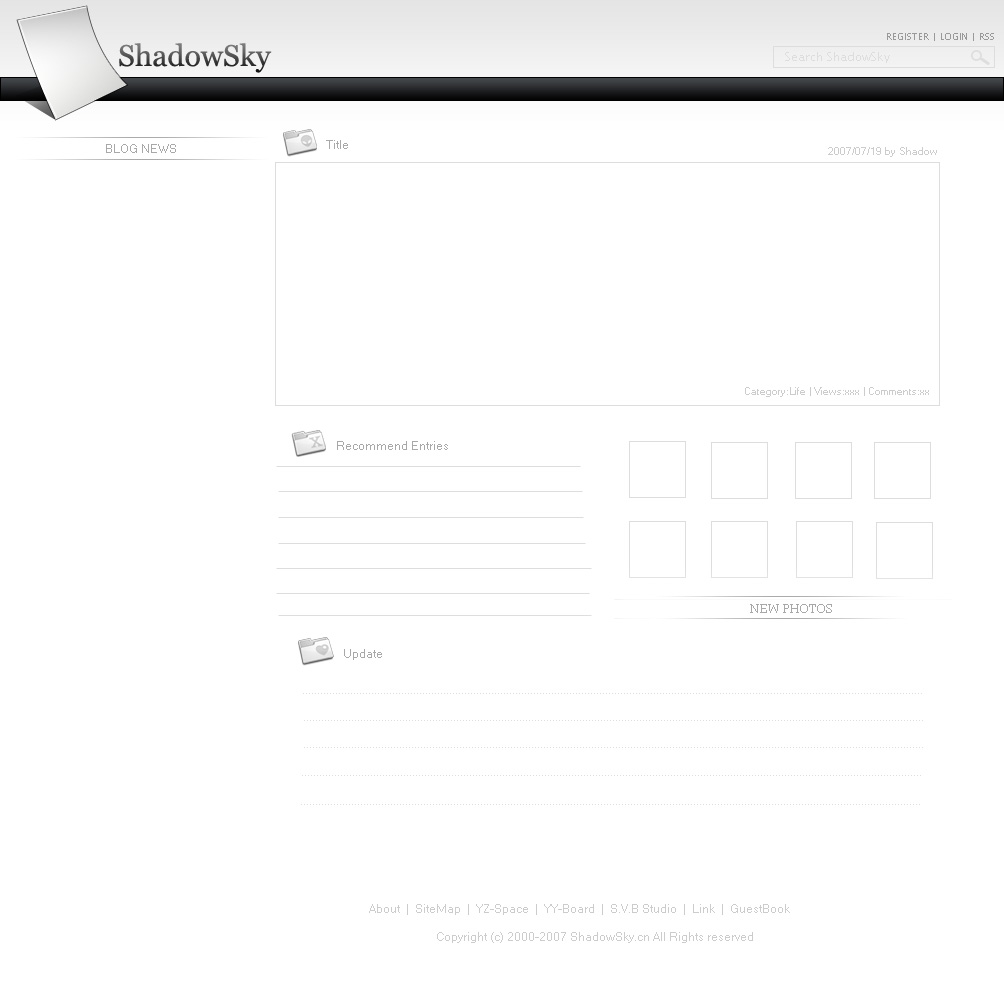 ShadowSky
REGISTER | LOGIN | RSS
Search ShadowSky
BLOG NEWS
Title
2007/07/19 by Shadow
Category:Life | Views:xxx | Comments:xx
X
Recommend Entries
NEW PHOTOS
Update
About | SiteMap | YZ-Space | YY-Board | S.V.B Studio | Link | GuestBook
Copyright (c) 2000-2007 ShadowSky.cn All Rights reserved